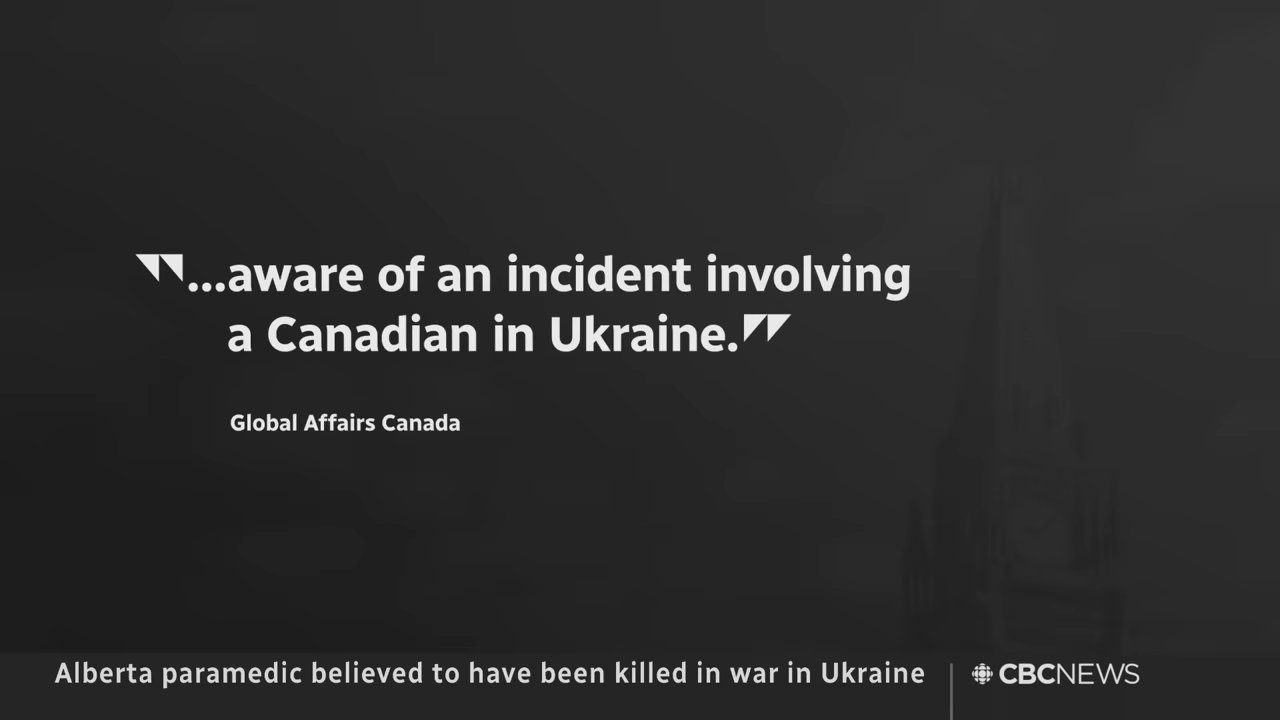 "...aware of an incident involving
a Canadian in Ukraine."
Global Affairs Canada
Alberta paramedic believed to have been killed in war in Ukraine
CBCNEWS